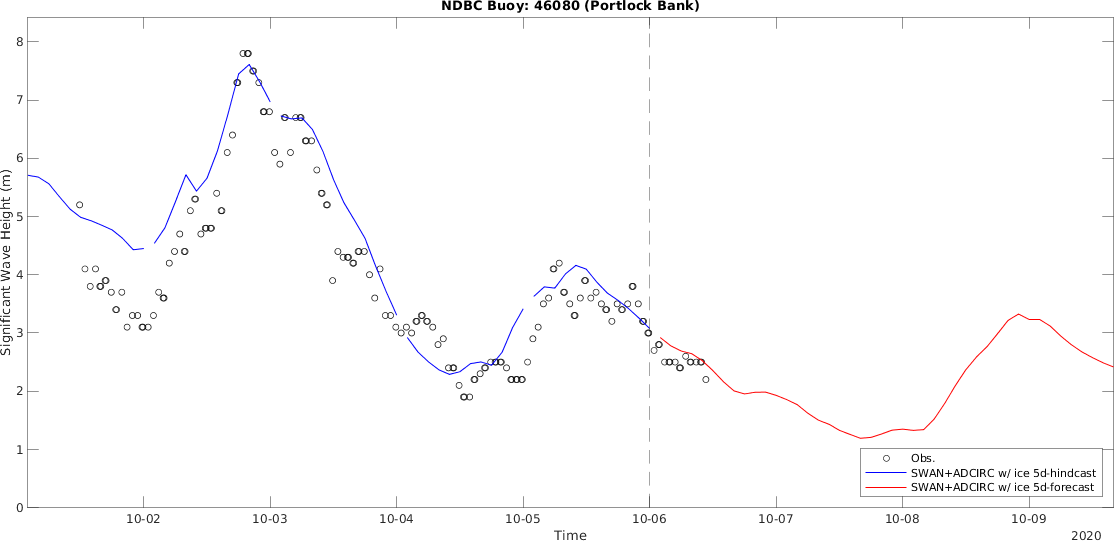 NDBC Buoy: 46080 (Portlock Bank)
8
7
6
5
4
3
2
1
0
Significant Wave Height (m)
Obs.
SWAN+ADCIRC w/ ice 5d-hindcast
SWAN+ADCIRC w/ ice 5d-forecast
10-02 10-03 10-04 10-05 10-06 10-07 10-08 10-09
Time
2020